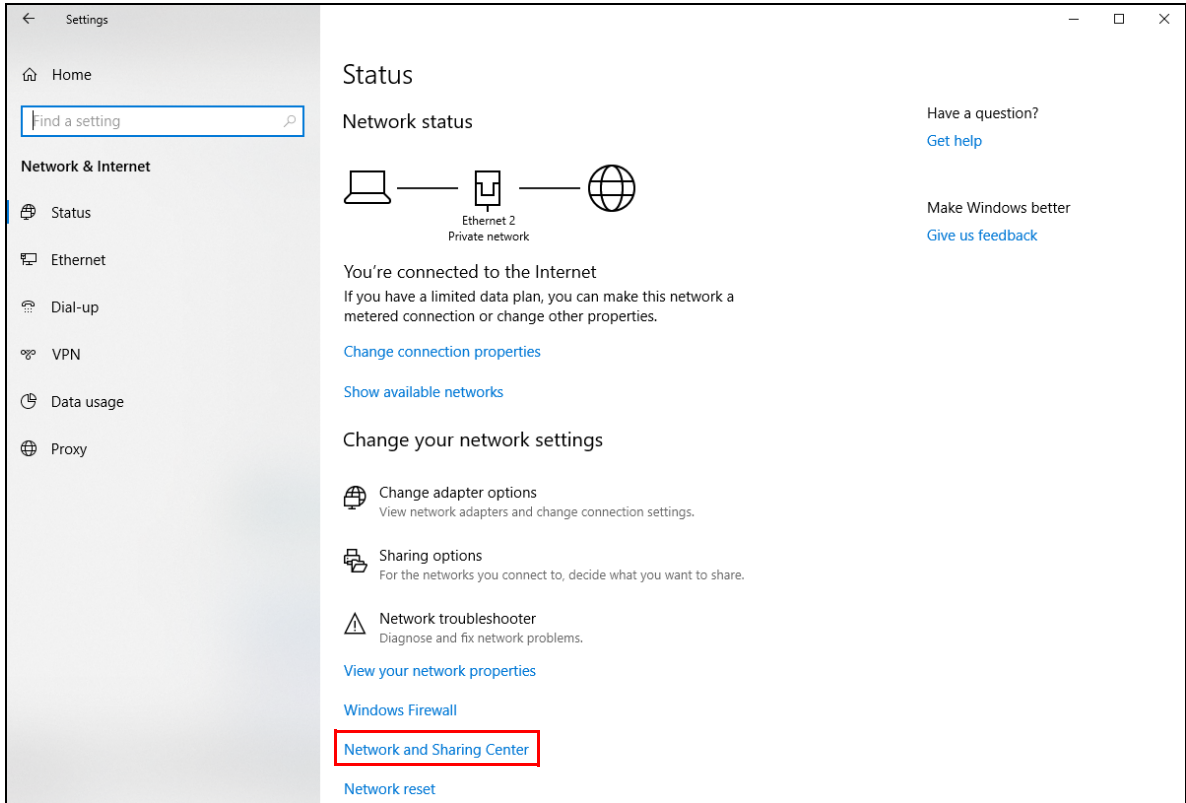 Settings
Home
Find a setting
Network & Internet
Status
Ethernet
Dial-up
VPN
Data usage
Proxy
Status
Network status
Ethernet 2
Private network
You're connected to the Internet
If you have a limited data plan, you can make this network a
metered connection or change other properties.
Change connection properties
Show available networks
Change your network settings
Change adapter options
View network adapters and change connection settings.
Sharing options
For the networks you connect to, decide what you want to share.
Network troubleshooter
Diagnose and fix network problems.
View your network properties
Windows Firewall
Network and Sharing Center
Network reset
Have a question?
Get help
Make Windows better
Give us feedback